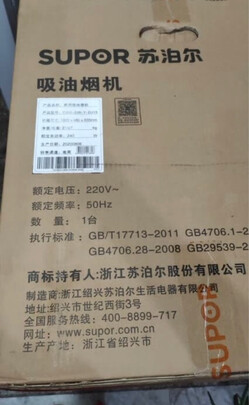 SUPOR 苏泊尔
吸油烟机
额定电压: 220V~
额定频率: 50Hz
数量: 1台
执行标准: GB/T17713-2011 GB4706.1-2
GB4706.28-2008 GB29539-2
商标持有人:浙江苏泊尔股份有限公司
制造商:浙江绍兴苏泊尔生活电器有限公司
地址:绍兴市世纪西街3号
全国服务热线: 400-8899-717
网址: www.supor.com.cn
生产产地: 浙江省绍兴市
SUPOR